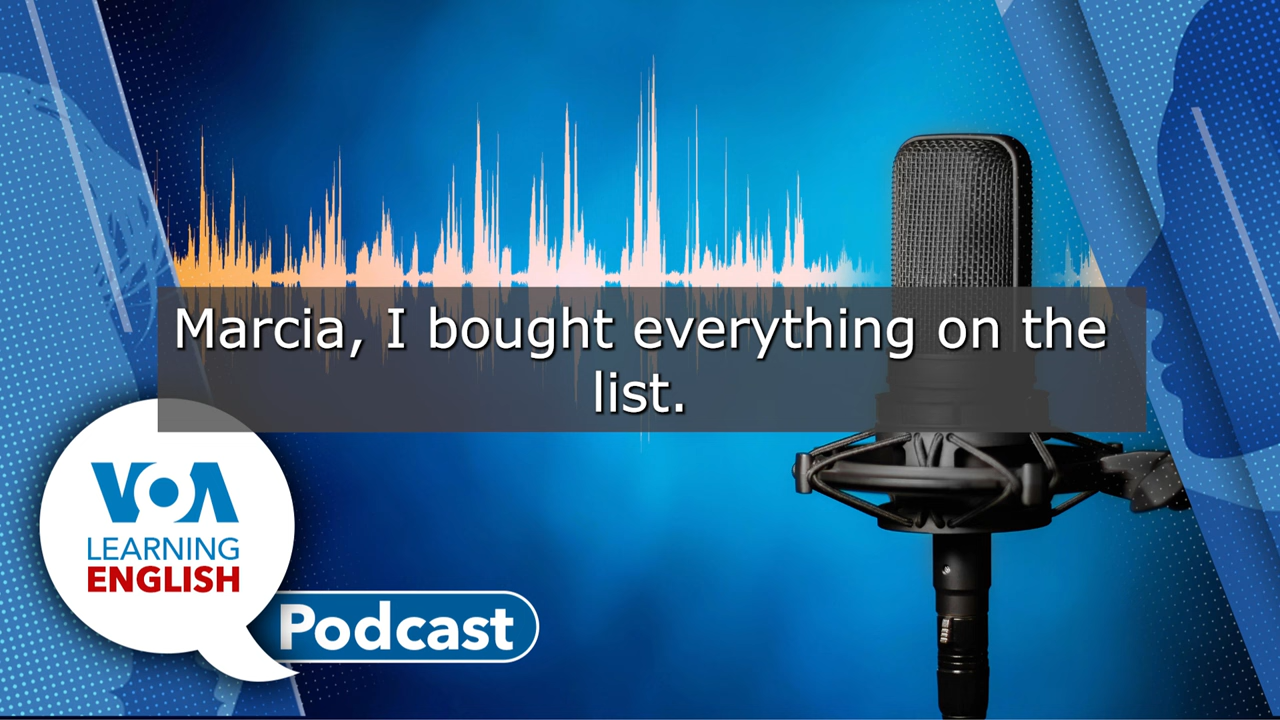 Marcia, I bought everything on the
list.
VOA
LEARNING
ENGLISH
Podcast